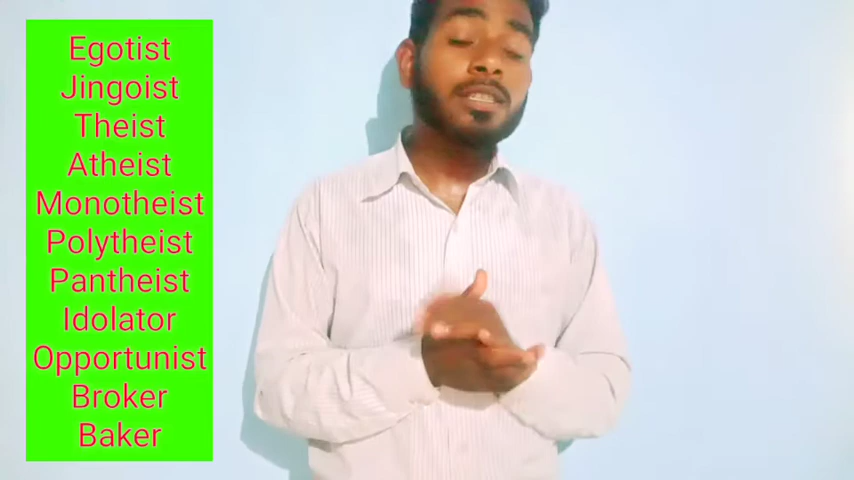 Egotist
Jingoist
Theist
Atheist
Monotheist
Polytheist
Pantheist
Idolator
Opportunist
Broker
Baker